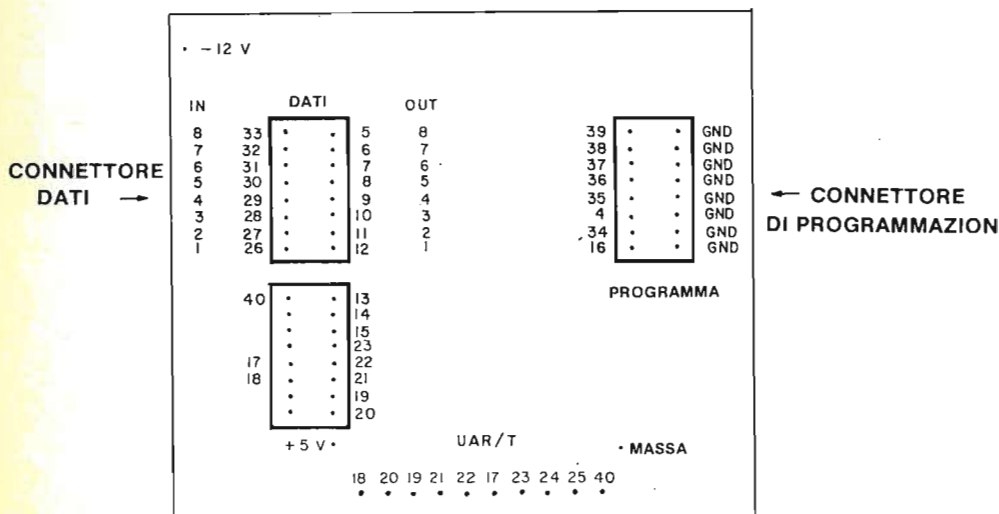 - 12 V
IN DATI OUT
8 33 5 8 39 GND
7 32 6 7 38 GND
6 31 7 6 37 GND
5 30 8 5 36 GND
4 29 9 4 35 GND
3 28 10 3 4 GND
2 27 11 2 34 GND
1 26 12 1 16 GND
CONNETTORE
DATI →
← CONNETTORE
DI PROGRAMMAZION
PROGRAMMA
40 13
14
15
23
17 22
18 21
19
20
+ 5 V
UAR/T
MASSA
18 20 19 21 22 17 23 24 25 40